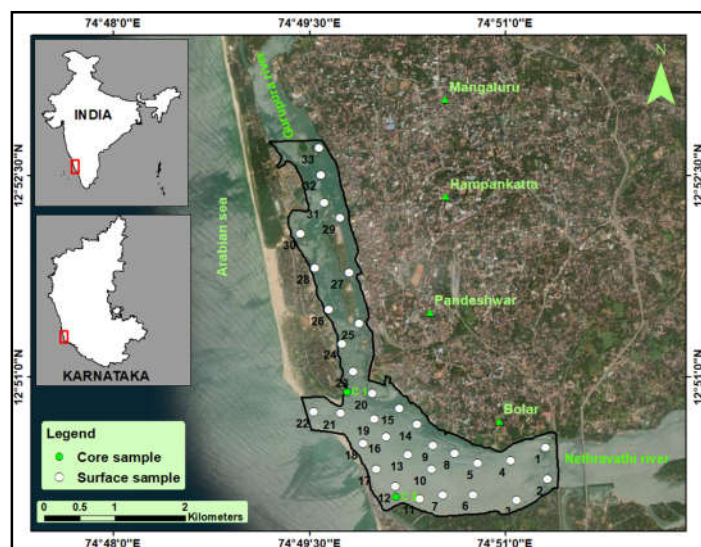 74°48'0"E 74°49'30"E 74°51'0"E
N
Gurupura river
Mangaluru
INDIA
12°52'30"N
12°52'30"N
33
32
31
29
30
Hampankatta
Arabian sea
28
27
Pandeshwar
26
25
24
KARNATAKA
12°51'0"N
12°51'0"N
23
C 1
20
Bolar
22
21
15
19
14
Legend
Core sample
Surface sample
18
16
9
8
1
Nethravathi river
13
5
4
17
10
2
12
11
7
6
3
0 0.5 1 2
Kilometers
74°48'0"E 74°49'30"E 74°51'0"E